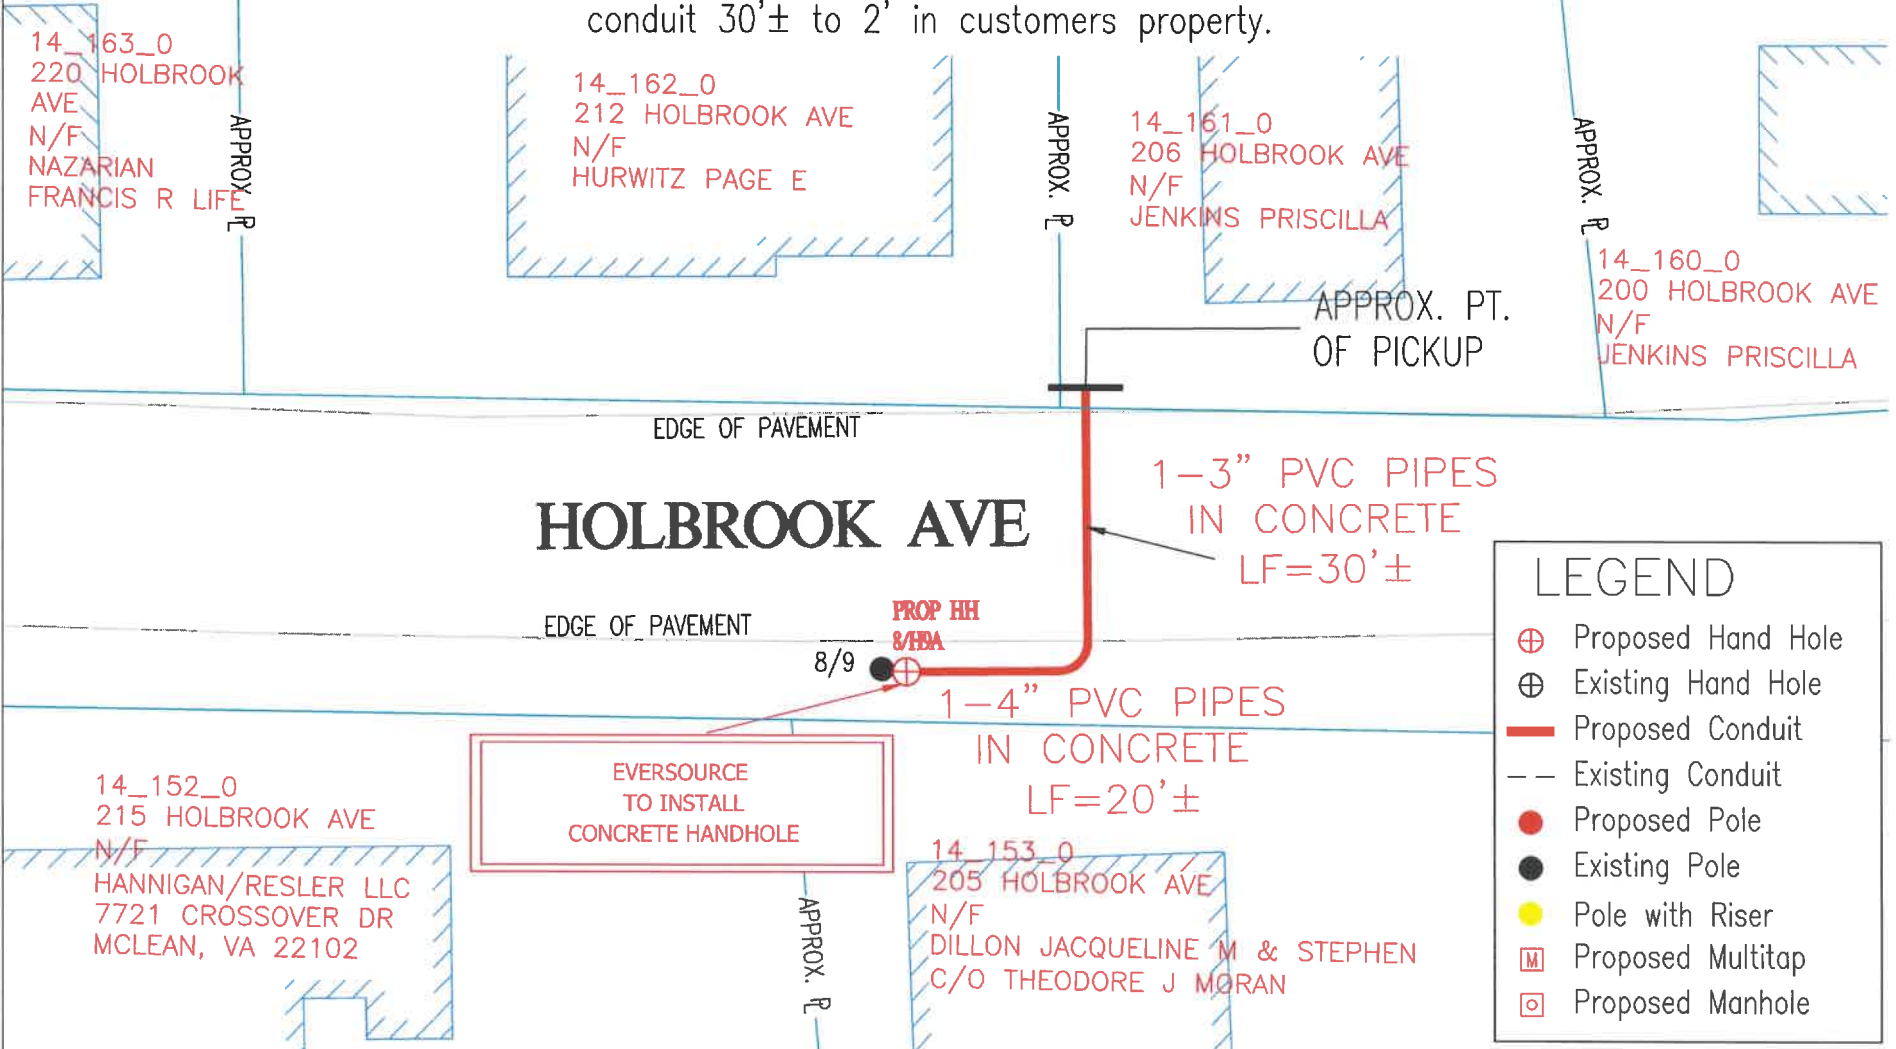 conduit 30'± to 2' in customers property.
14_163_0
220 HOLBROOK
AVE
N/F
NAZARIAN
FRANCIS R LIFE
APPROX. PL
14_162_0
212 HOLBROOK AVE
N/F
HURWITZ PAGE E
APPROX. PL
14_161_0
206 HOLBROOK AVE
N/F
JENKINS PRISCILLA
APPROX. PL
14_160_0
200 HOLBROOK AVE
N/F
JENKINS PRISCILLA
APPROX. PT.
OF PICKUP
EDGE OF PAVEMENT
HOLBROOK AVE
1-3" PVC PIPES
IN CONCRETE
LF=30'±
EDGE OF PAVEMENT
PROP HH
8/H9A
8/9
1-4" PVC PIPES
IN CONCRETE
LF=20'±
EVERSOURCE
TO INSTALL
CONCRETE HANDHOLE
14_152_0
215 HOLBROOK AVE
N/F
HANNIGAN/RESLER LLC
7721 CROSSOVER DR
MCLEAN, VA 22102
APPROX. PL
14_153_0
205 HOLBROOK AVE
N/F
DILLON JACQUELINE M & STEPHEN
C/O THEODORE J MORAN
LEGEND
Proposed Hand Hole
Existing Hand Hole
Proposed Conduit
Existing Conduit
Proposed Pole
Existing Pole
Pole with Riser
M Proposed Multitap
Proposed Manhole